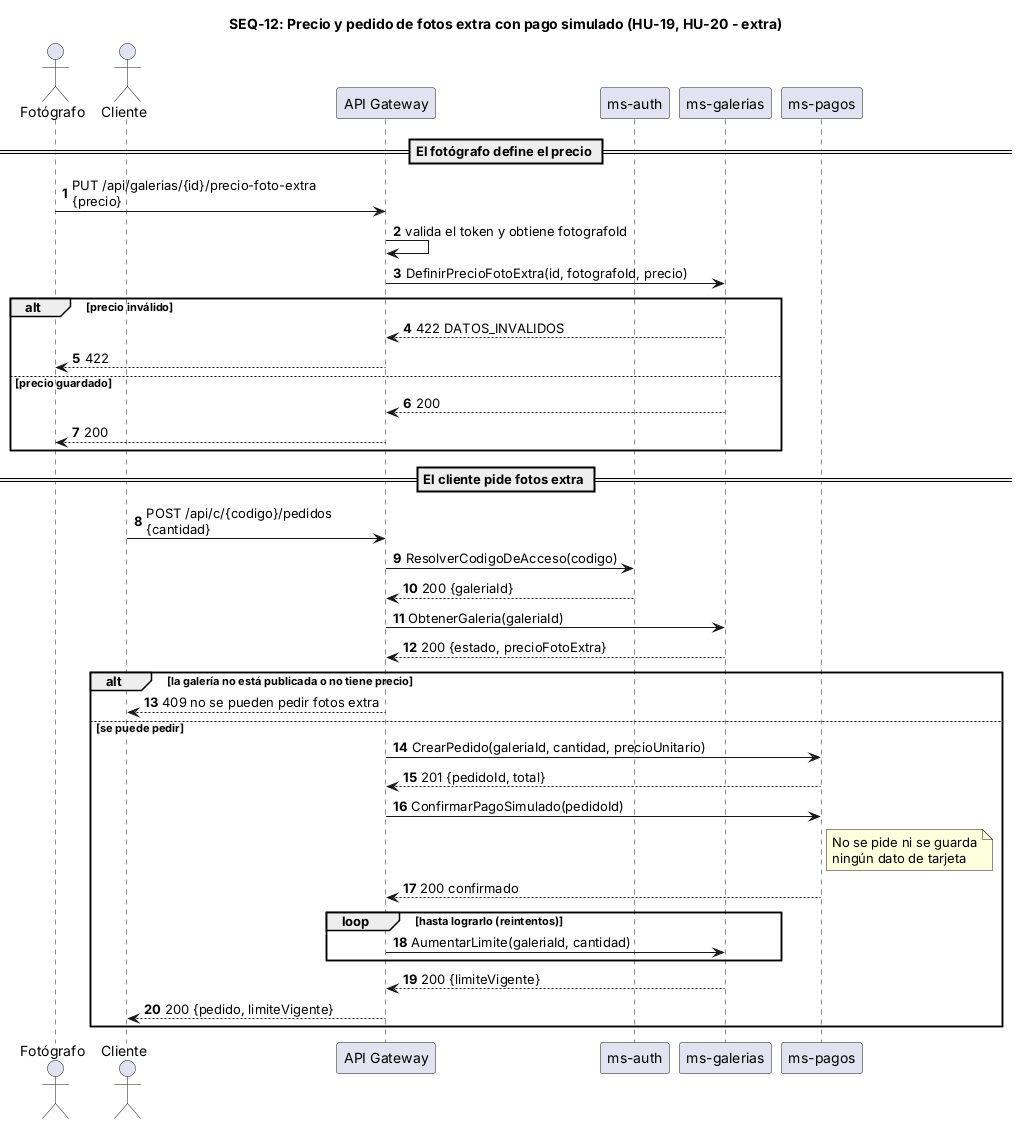 SEQ-12: Precio y pedido de fotos extra con pago simulado (HU-19, HU-20 - extra)
Fotógrafo
Cliente
API Gateway
ms-auth
ms-galerias
ms-pagos
El fotógrafo define el precio
1 PUT /api/galerias/{id}/precio-foto-extra
{precio}
2 valida el token y obtiene fotografoId
3 DefinirPrecioFotoExtra(id, fotografoId, precio)
alt [precio inválido]
4 422 DATOS_INVALIDOS
5 422
[precio guardado]
6 200
7 200
El cliente pide fotos extra
8 POST /api/c/{codigo}/pedidos
{cantidad}
9 ResolverCodigoDeAcceso(codigo)
10 200 {galeriaId}
11 ObtenerGaleria(galeriaId)
12 200 {estado, precioFotoExtra}
alt [la galería no está publicada o no tiene precio]
13 409 no se pueden pedir fotos extra
[se puede pedir]
14 CrearPedido(galeriaId, cantidad, precioUnitario)
15 201 {pedidoId, total}
16 ConfirmarPagoSimulado(pedidoId)
No se pide ni se guarda
ningún dato de tarjeta
17 200 confirmado
loop [hasta lograrlo (reintentos)]
18 AumentarLimite(galeriaId, cantidad)
19 200 {limiteVigente}
20 200 {pedido, limiteVigente}
Fotógrafo
Cliente
API Gateway
ms-auth
ms-galerias
ms-pagos